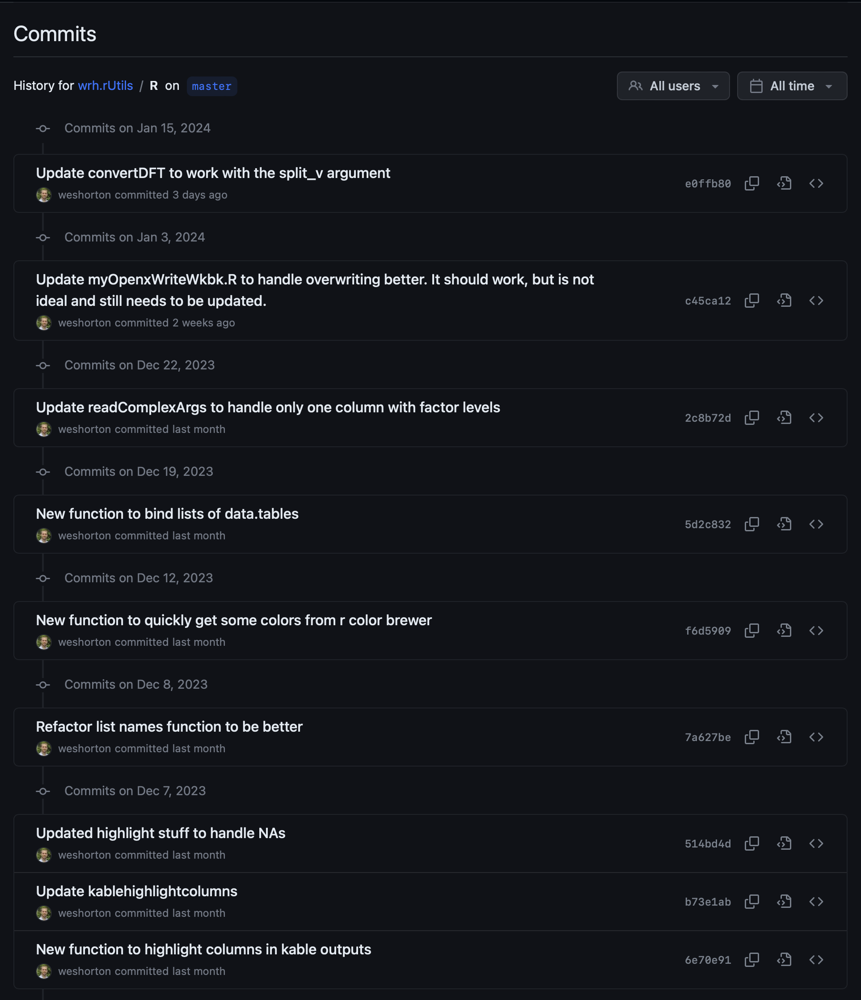 Commits
History for wrh.rUtils / R on master
All users
All time
Commits on Jan 15, 2024
Update convertDFT to work with the split_v argument
weshorton committed 3 days ago
e0ffb80
Commits on Jan 3, 2024
Update myOpenxWriteWkbk.R to handle overwriting better. It should work, but is not
ideal and still needs to be updated.
weshorton committed 2 weeks ago
c45ca12
Commits on Dec 22, 2023
Update readComplexArgs to handle only one column with factor levels
weshorton committed last month
2c8b72d
Commits on Dec 19, 2023
New function to bind lists of data.tables
weshorton committed last month
5d2c832
Commits on Dec 12, 2023
New function to quickly get some colors from r color brewer
weshorton committed last month
f6d5909
Commits on Dec 8, 2023
Refactor list names function to be better
weshorton committed last month
7a627be
Commits on Dec 7, 2023
Updated highlight stuff to handle NAs
weshorton committed last month
514bd4d
Update kablehighlightcolumns
weshorton committed last month
b73e1ab
New function to highlight columns in kable outputs
weshorton committed last month
6e70e91